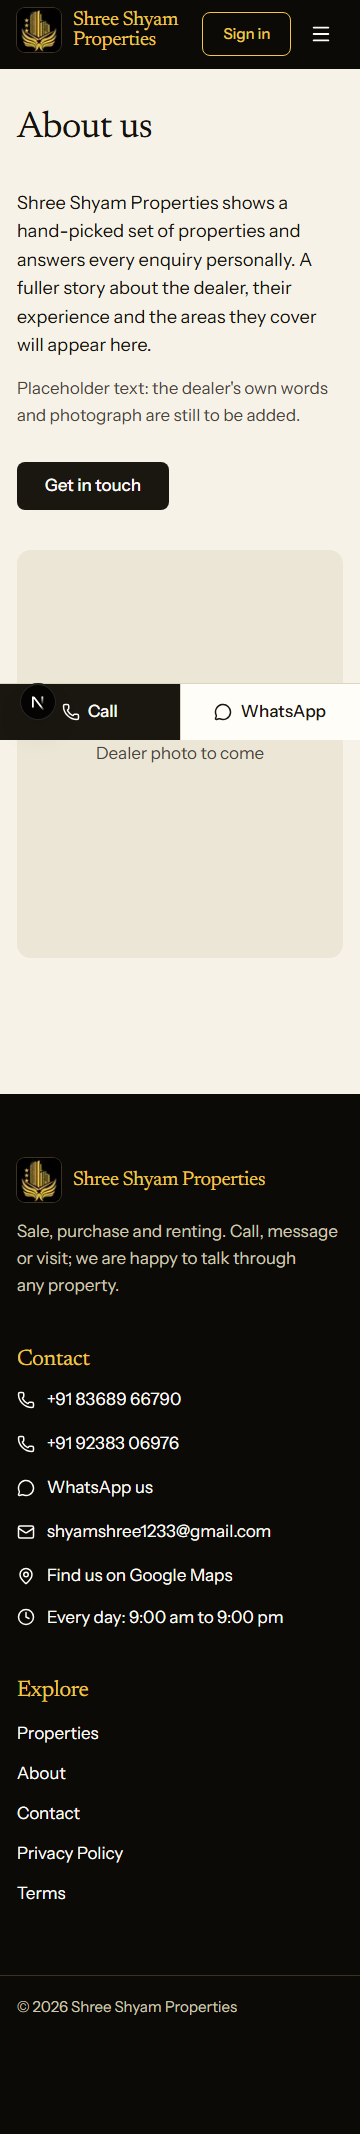 Shree Shyam
Properties
Sign in
About us
Shree Shyam Properties shows a
hand-picked set of properties and
answers every enquiry personally. A
fuller story about the dealer, their
experience and the areas they cover
will appear here.
Placeholder text: the dealer's own words
and photograph are still to be added.
Get in touch
N
Call
WhatsApp
Dealer photo to come
Shree Shyam Properties
Sale, purchase and renting. Call, message
or visit; we are happy to talk through
any property.
Contact
+91 83689 66790
+91 92383 06976
WhatsApp us
shyamshree1233@gmail.com
Find us on Google Maps
Every day: 9:00 am to 9:00 pm
Explore
Properties
About
Contact
Privacy Policy
Terms
© 2026 Shree Shyam Properties